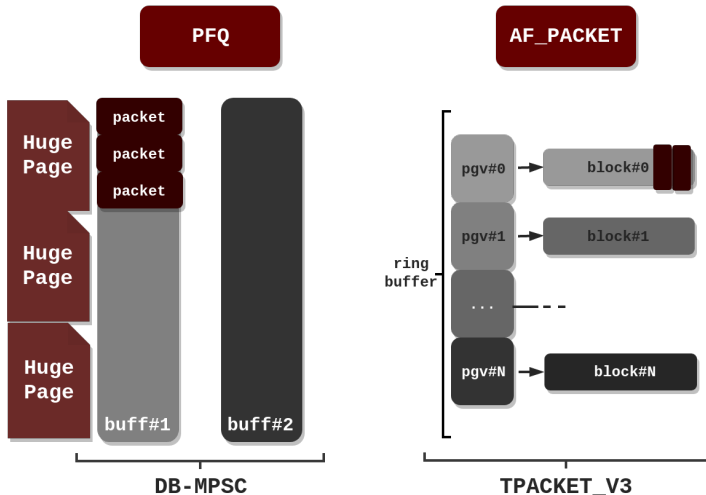 PFQ
AF_PACKET
Huge
Page
Huge
Page
Huge
Page
packet
packet
packet
buff#1
buff#2
DB-MPSC
ring
buffer
pgv#0
block#0
pgv#1
block#1
...
pgv#N
block#N
TPACKET_V3